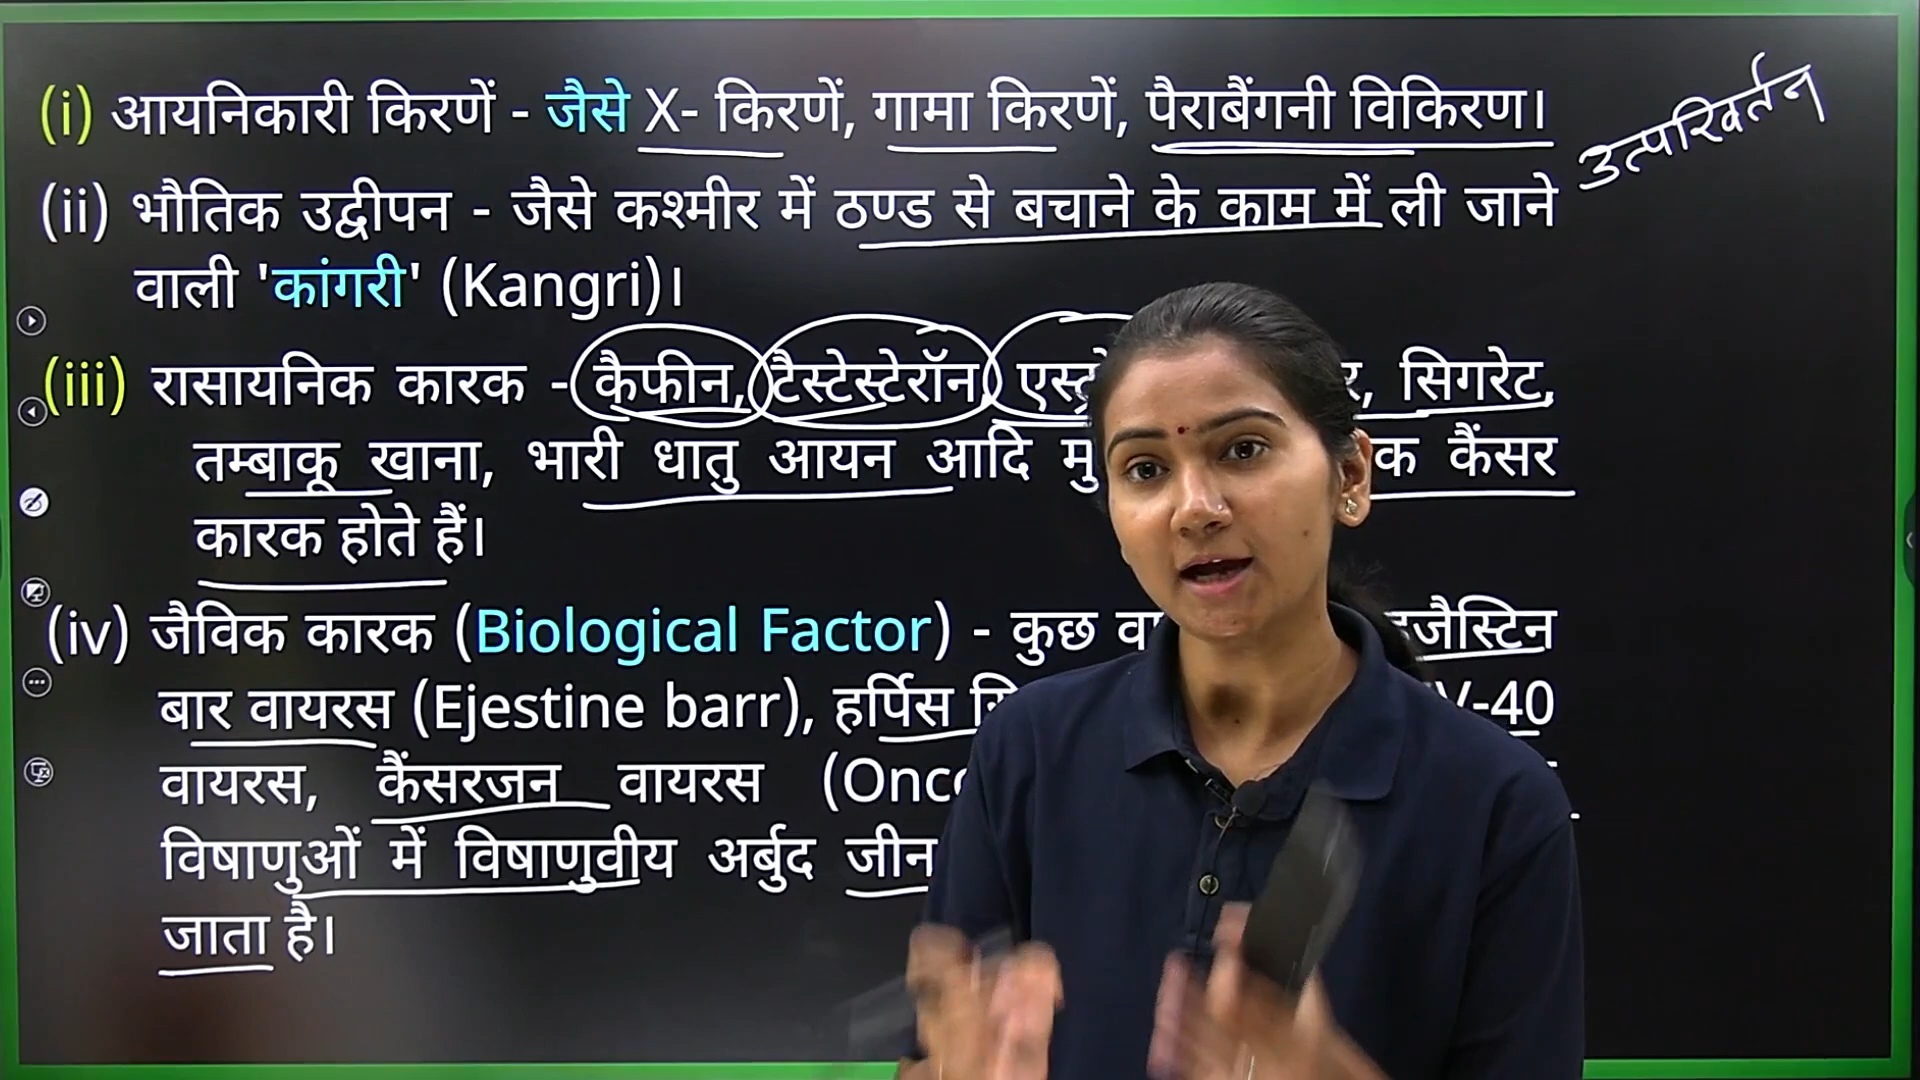 (i) आयनिकारी किरणें - जैसे X- किरणें, गामा किरणें, पैराबैंगनी विकिरण।
उत्परिवर्तन
(ii) भौतिक उद्वीपन - जैसे कश्मीर में ठण्ड से बचाने के काम में ली जाने
वाली 'कांगरी' (Kangri)।
(iii) रासायनिक कारक - कैफीन, टैस्टेस्टेरॉन, सिगरेट,
तम्बाकू खाना, भारी धातु आयन आदि कैंसर
कारक होते हैं।
(iv) जैविक कारक (Biological Factor) - कुछ
बार वायरस (Ejestine barr), हर्पिस V-40
वायरस, कैंसरजन वायरस
विषाणुओं में विषाणुवीय अर्बुद जीन
जाता है।